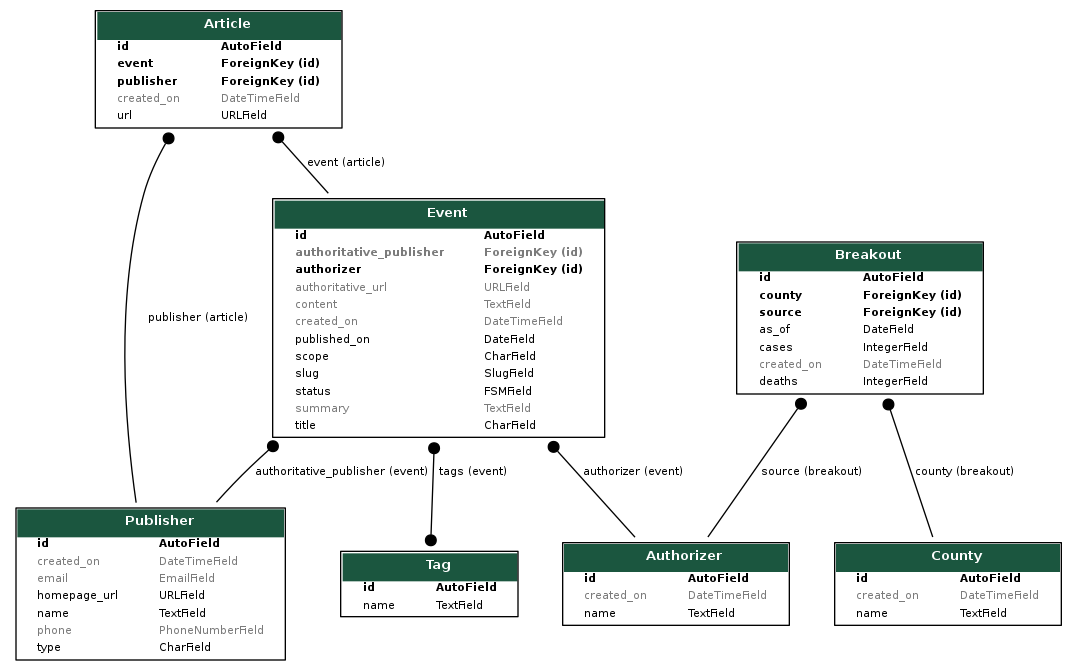 Article
id AutoField
event ForeignKey (id)
publisher ForeignKey (id)
created_on DateTimeField
url URLField
event (article)
publisher (article)
Event
id AutoField
authoritative_publisher ForeignKey (id)
authorizer ForeignKey (id)
authoritative_url URLField
content TextField
created_on DateTimeField
published_on DateField
scope CharField
slug SlugField
status FSMField
summary TextField
title CharField
Breakout
id AutoField
county ForeignKey (id)
source ForeignKey (id)
as_of DateField
cases IntegerField
created_on DateTimeField
deaths IntegerField
authoritative_publisher (event)
tags (event)
authorizer (event)
source (breakout)
county (breakout)
Publisher
id AutoField
created_on DateTimeField
email EmailField
homepage_url URLField
name TextField
phone PhoneNumberField
type CharField
Tag
id AutoField
name TextField
Authorizer
id AutoField
created_on DateTimeField
name TextField
County
id AutoField
created_on DateTimeField
name TextField